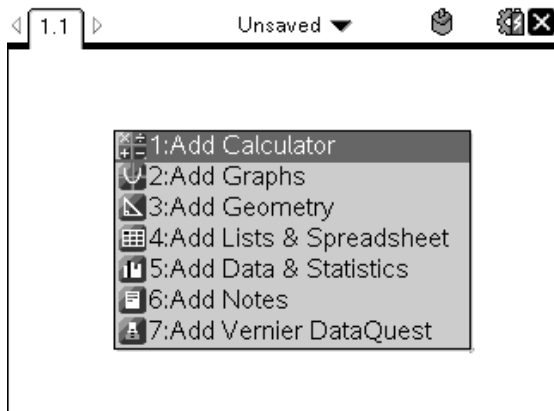 1.1 Unsaved
1:Add Calculator
2:Add Graphs
3:Add Geometry
4:Add Lists & Spreadsheet
5:Add Data & Statistics
6:Add Notes
7:Add Vernier DataQuest